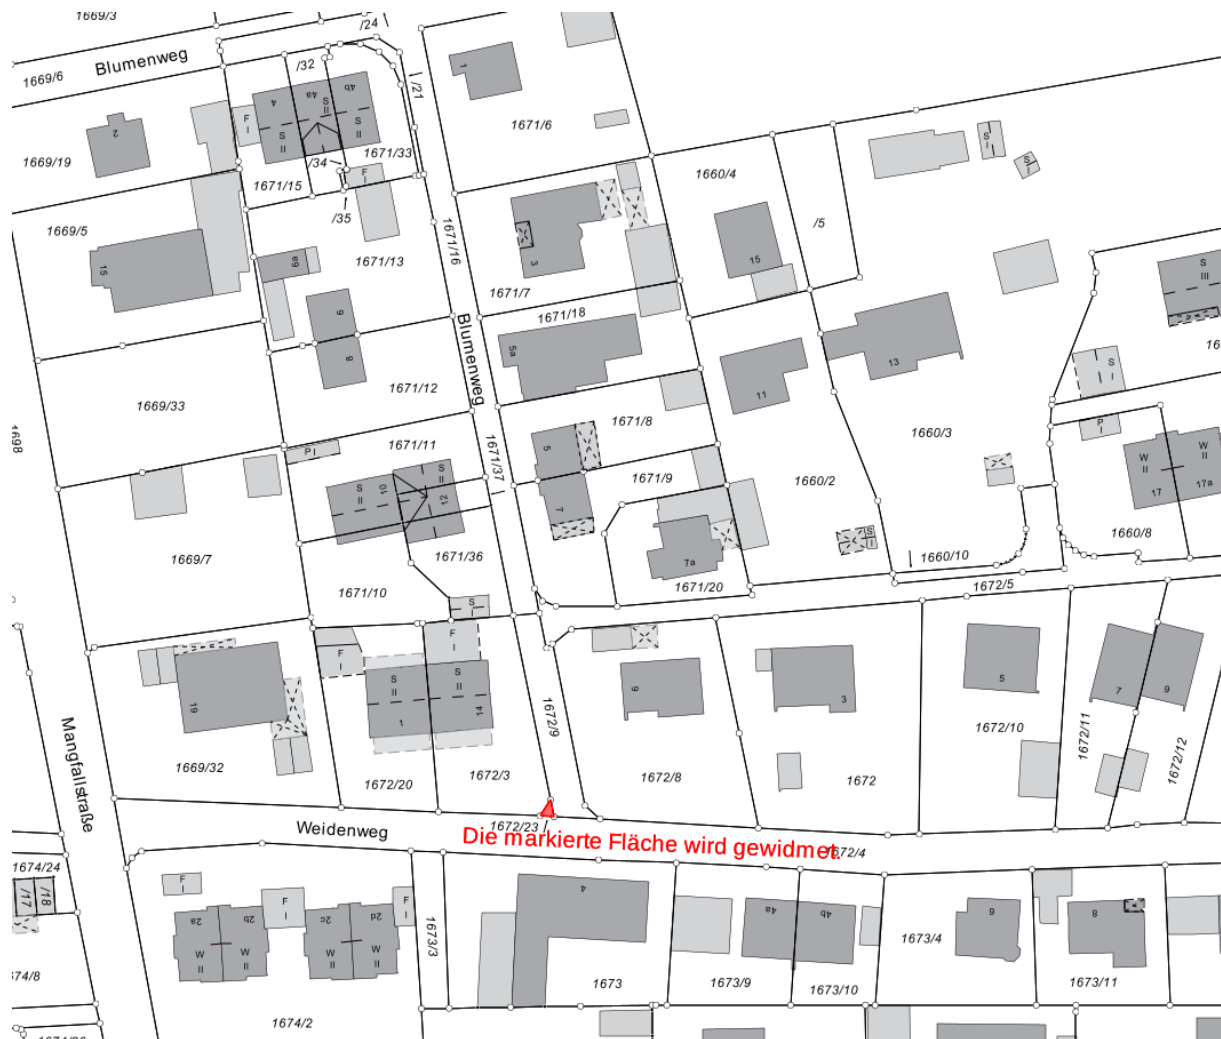 1669/3
/24
Blumenweg
1669/6
/32
/21
1
4
4a
4b
F
I
S
II
S
II
S
II
1671/6
2
1669/19
/34
1671/33
1671/15
F
I
/35
1660/4
S
I
S
I
1669/5
15
1671/16
3
/5
15
6a
1671/13
1671/7
S
III
1671/18
6
Blumenweg
5a
8
13
1671/12
11
S
I
1669/33
1671/8
1698
1671/11
P I
5
1660/3
P
I
1671/37
1671/9
W
II
W
II
17
17a
S
II
10
S
II
12
7
1660/2
S
I
1660/8
1669/7
1671/36
7a
1660/10
1671/10
1671/20
1672/5
S
I
F
I
F
I
S
II
S
II
1
14
19
6
3
5
7
9
1672/9
1672/10
1672/11
1672/12
Mangfallstraße
1669/32
1672/20
1672/3
1672/8
1672
Weidenweg
1672/23
Die markierte Fläche wird gewidmet.
1672/4
1674/24
/17
/18
F
I
2a
2b
F
I
2c
2d
F
I
W
II
W
II
W
II
W
II
4
4a
4b
6
8
1673/3
1673/4
1674/2
1673
1673/9
1673/10
1673/11